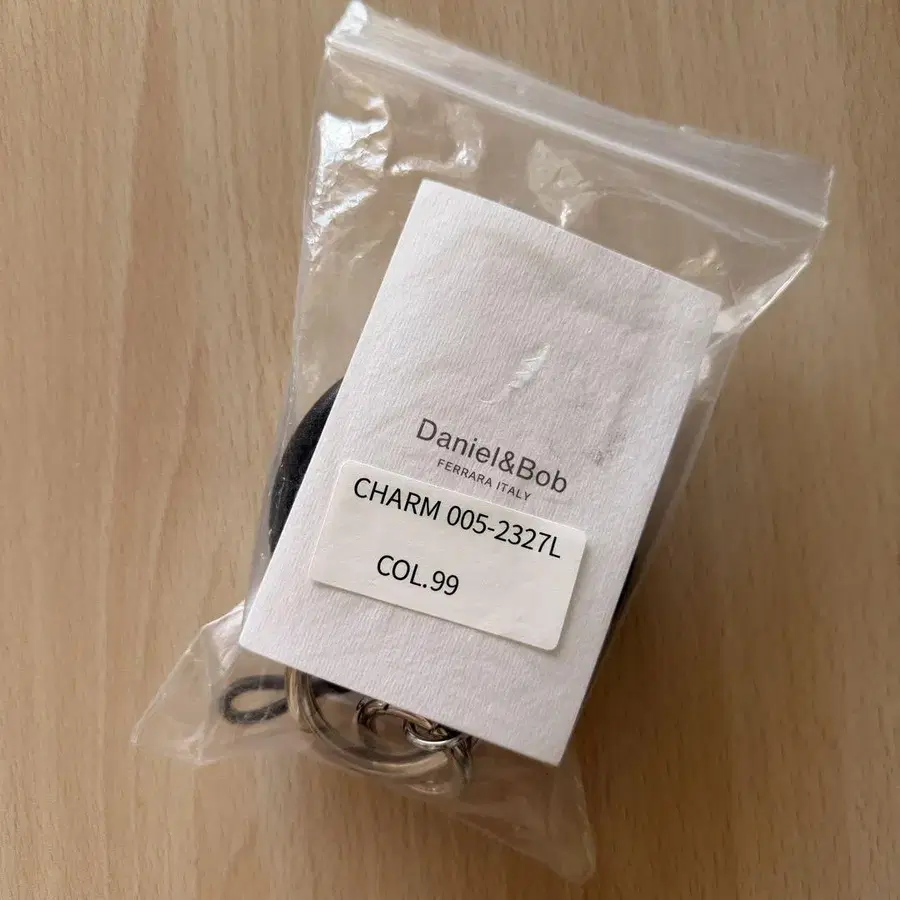 Daniel&Bob
FERRARA ITALY
CHARM 005-2327L
COL.99